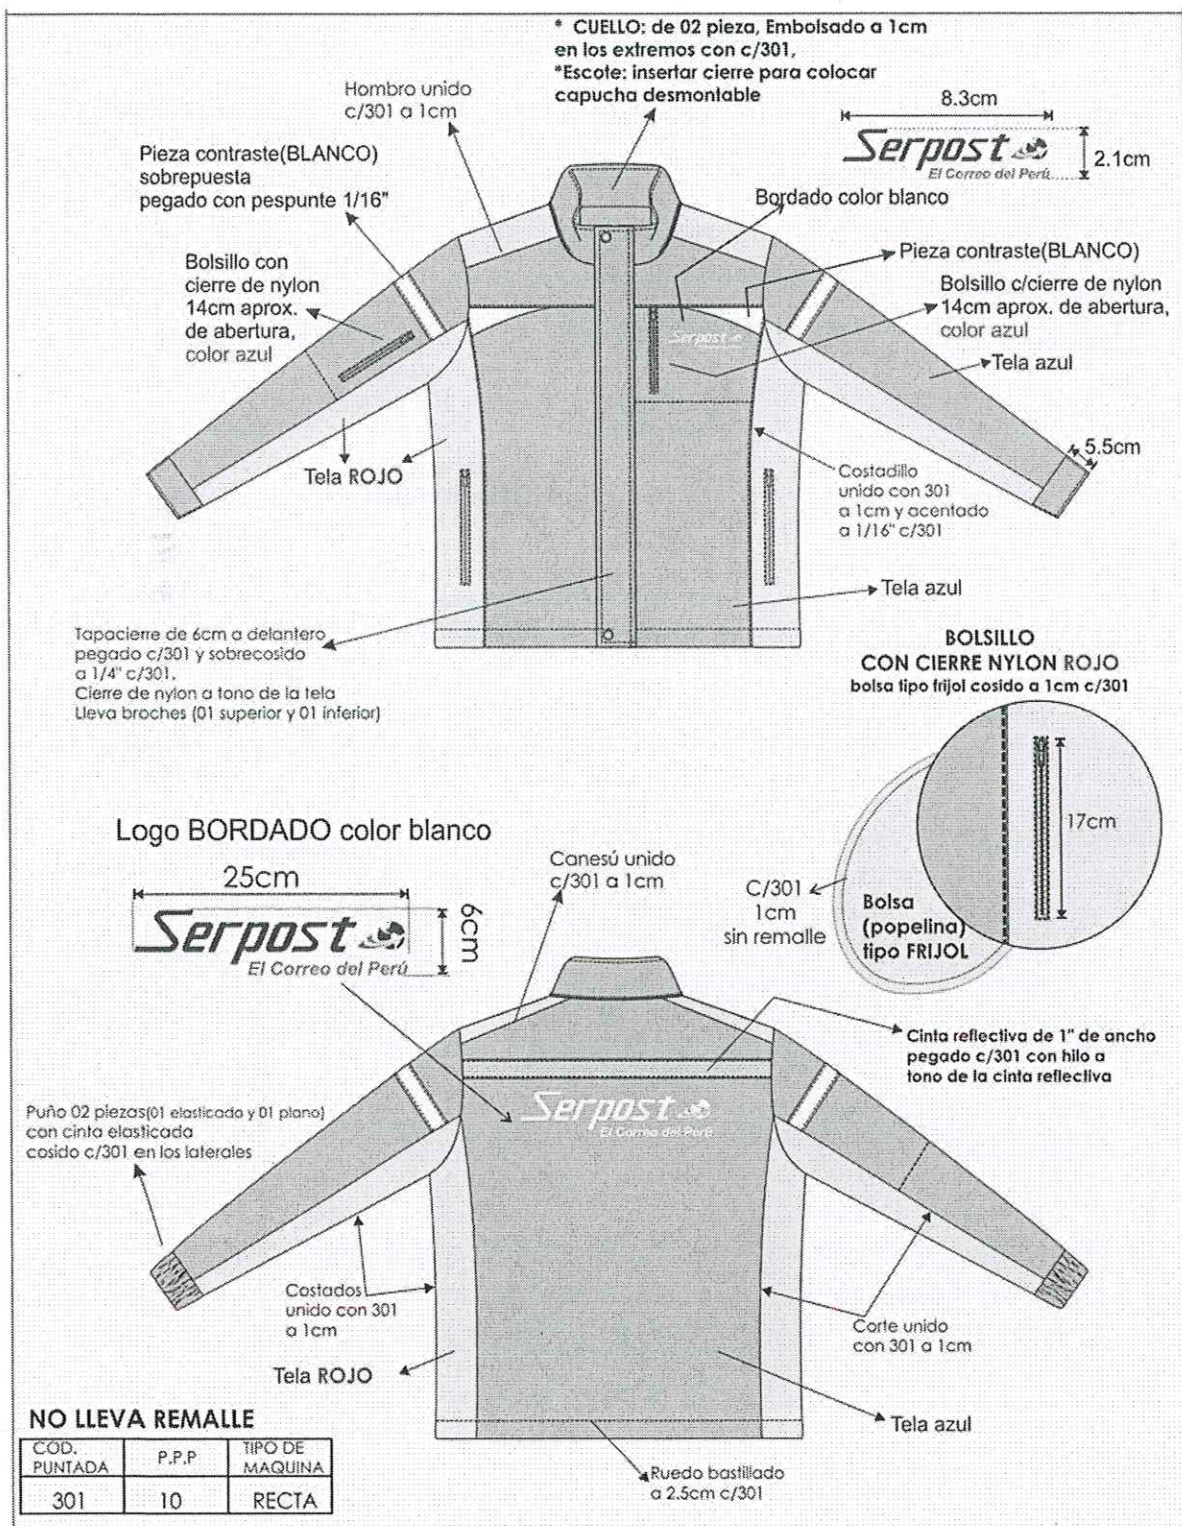 * CUELLO: de 02 pieza, Embolsado a 1cm
en los extremos con c/301,
*Escote: insertar cierre para colocar
capucha desmontable
Hombro unido
c/301 a 1cm
8.3cm
Serpost
El Correo del Perú
2.1cm
Pieza contraste(BLANCO)
sobrepuesta
pegado con pespunte 1/16"
Bordado color blanco
Pieza contraste(BLANCO)
Bolsillo con
cierre de nylon
14cm aprox.
de abertura,
color azul
Bolsillo c/cierre de nylon
14cm aprox. de abertura,
color azul
Serpost
Tela azul
5.5cm
Tela ROJO
Costadillo
unido con 301
a 1cm y acentado
a 1/16" c/301
Tela azul
Tapacierre de 6cm a delantero
pegado c/301 y sobrecosido
a 1/4" c/301.
Cierre de nylon a tono de la tela
Lleva broches (01 superior y 01 inferior)
BOLSILLO
CON CIERRE NYLON ROJO
bolsa tipo frijol cosido a 1cm c/301
17cm
C/301
1cm
sin remalle
Bolsa
(popelina)
tipo FRIJOL
Logo BORDADO color blanco
25cm
Serpost
El Correo del Perú
6cm
Canesú unido
c/301 a 1cm
Cinta reflectiva de 1" de ancho
pegado c/301 con hilo a
tono de la cinta reflectiva
Serpost
El Correo del Perú
Puño 02 piezas(01 elasticado y 01 plano)
con cinta elasticada
cosido c/301 en los laterales
Costados
unido con 301
a 1cm
Corte unido
con 301 a 1cm
Tela ROJO
Tela azul
Ruedo bastillado
a 2.5cm c/301
NO LLEVA REMALLE
COD. PUNTADA P.P.P TIPO DE MAQUINA
301 10 RECTA